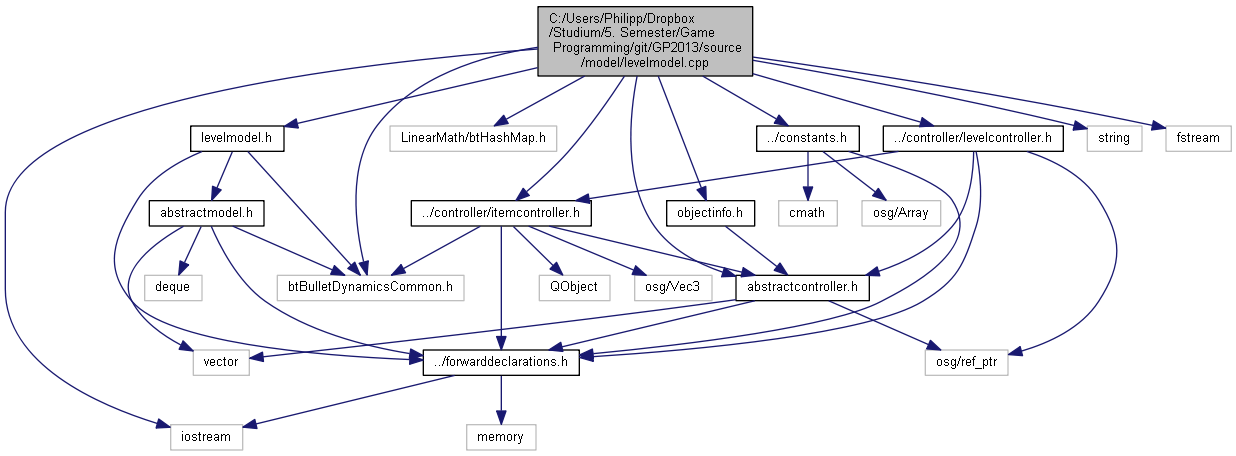 C:/Users/Philipp/Dropbox
/Studium/5. Semester/Game
Programming/git/GP2013/source
/model/levelmodel.cpp
levelmodel.h
LinearMath/btHashMap.h
../constants.h
../controller/levelcontroller.h
string
fstream
abstractmodel.h
../controller/itemcontroller.h
objectinfo.h
cmath
osg/Array
deque
btBulletDynamicsCommon.h
QObject
osg/Vec3
abstractcontroller.h
vector
../forwarddeclarations.h
osg/ref_ptr
iostream
memory